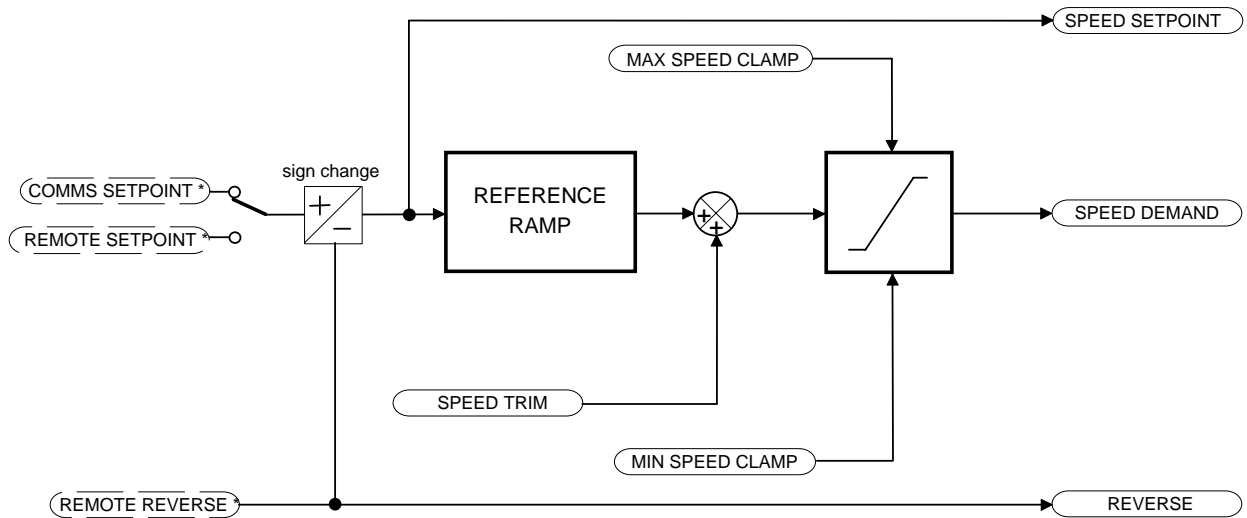 SPEED SETPOINT
MAX SPEED CLAMP
sign change
COMMS SETPOINT *
+
−
REFERENCE
RAMP
+
+
SPEED DEMAND
REMOTE SETPOINT *
SPEED TRIM
MIN SPEED CLAMP
REMOTE REVERSE *
REVERSE